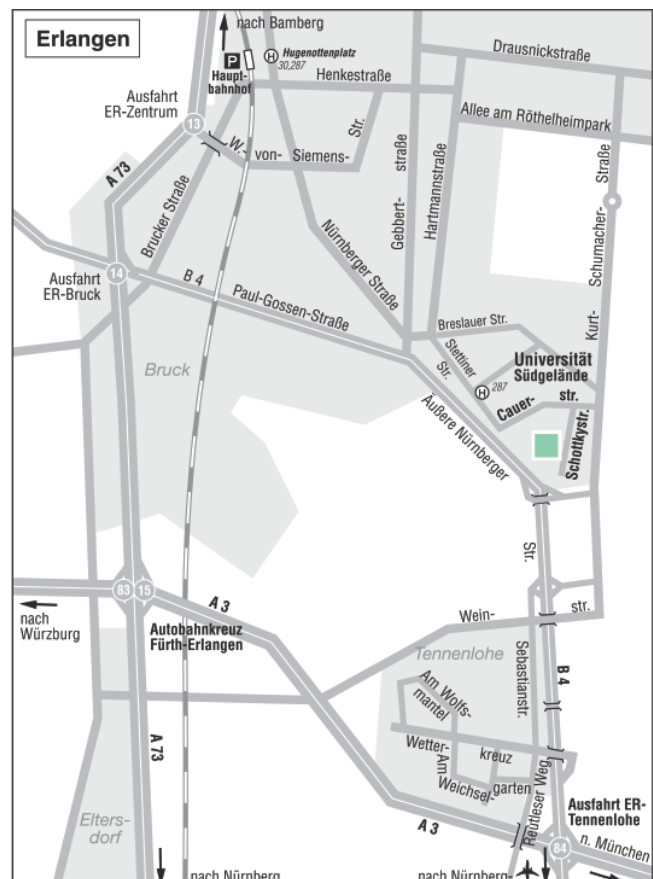 Erlangen
nach Bamberg
P
H
Hugenottenplatz
30,287
Haupt-
bahnhof
Drausnickstraße
Henkestraße
Ausfahrt
ER-Zentrum
13
Allee am Röthelheimpark
W.-
von-
Siemens-
Str.
A 73
Brucker Straße
Gebbert-
straße
Hartmannstraße
Kurt-
Schumacher-
Straße
Nürnberger Straße
14
Ausfahrt
ER-Bruck
B 4
Paul-Gossen-Straße
Breslauer Str.
Stettiner
Str.
Universität
Südgelände
H
287
Cauer-
str.
Schottkystr.
Bruck
Äußere Nürnberger
Str.
83
15
A 3
nach
Würzburg
Autobahnkreuz
Fürth-Erlangen
Wein-
str.
Tennenlohe
Sebastianstr.
B 4
Am Wolfs-
mantel
Wetter-
kreuz
Am
Weichsel-
garten
Reutleser Weg
A 73
Elters-
dorf
A 3
Ausfahrt ER-
Tennenlohe
84
n. München
nach Nürnberg
nach Nürnberg-